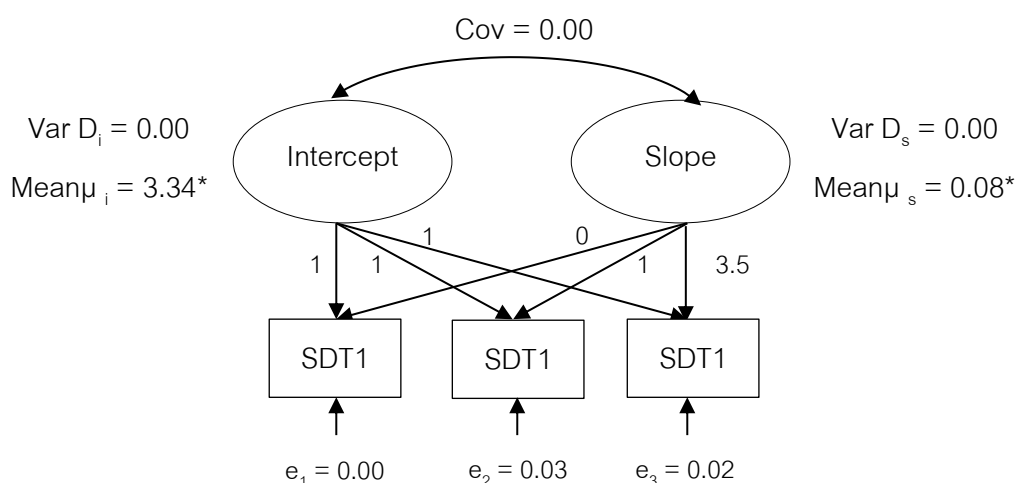 Cov = 0.00
Var Dᵢ = 0.00
Intercept
Slope
Var Dₛ = 0.00
Meanμ ᵢ = 3.34*
Meanμ ₛ = 0.08*
1
0
1
1
1
3.5
SDT1
SDT1
SDT1
e₁ = 0.00
e₂ = 0.03
e₃ = 0.02